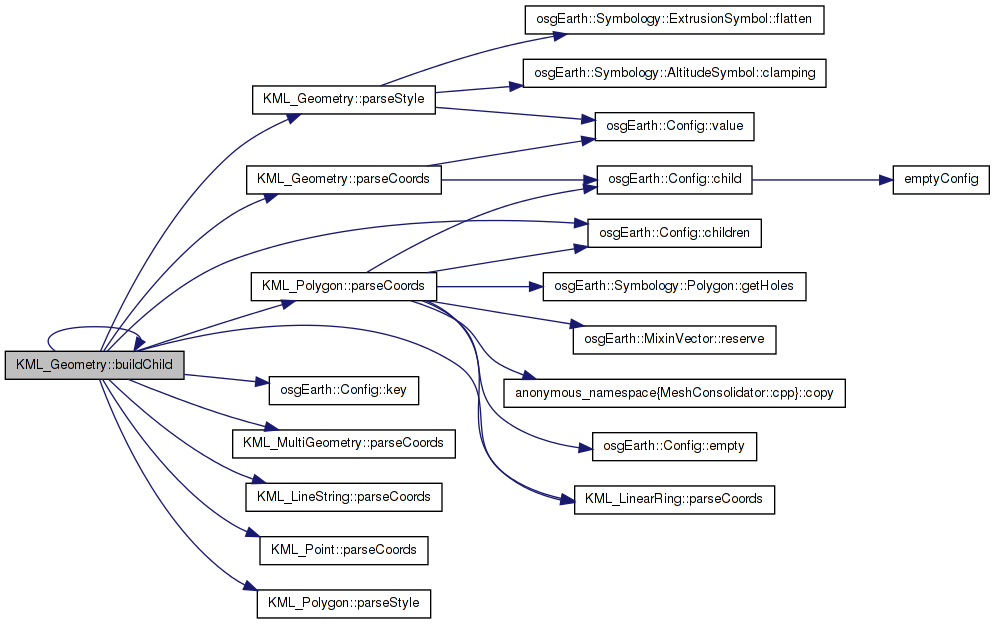 osgEarth::Symbology::ExtrusionSymbol::flatten
osgEarth::Symbology::AltitudeSymbol::clamping
KML_Geometry::parseStyle
osgEarth::Config::value
KML_Geometry::parseCoords
osgEarth::Config::child
emptyConfig
osgEarth::Config::children
KML_Polygon::parseCoords
osgEarth::Symbology::Polygon::getHoles
osgEarth::MixinVector::reserve
KML_Geometry::buildChild
osgEarth::Config::key
anonymous_namespace{MeshConsolidator::cpp}::copy
KML_MultiGeometry::parseCoords
osgEarth::Config::empty
KML_LineString::parseCoords
KML_LinearRing::parseCoords
KML_Point::parseCoords
KML_Polygon::parseStyle